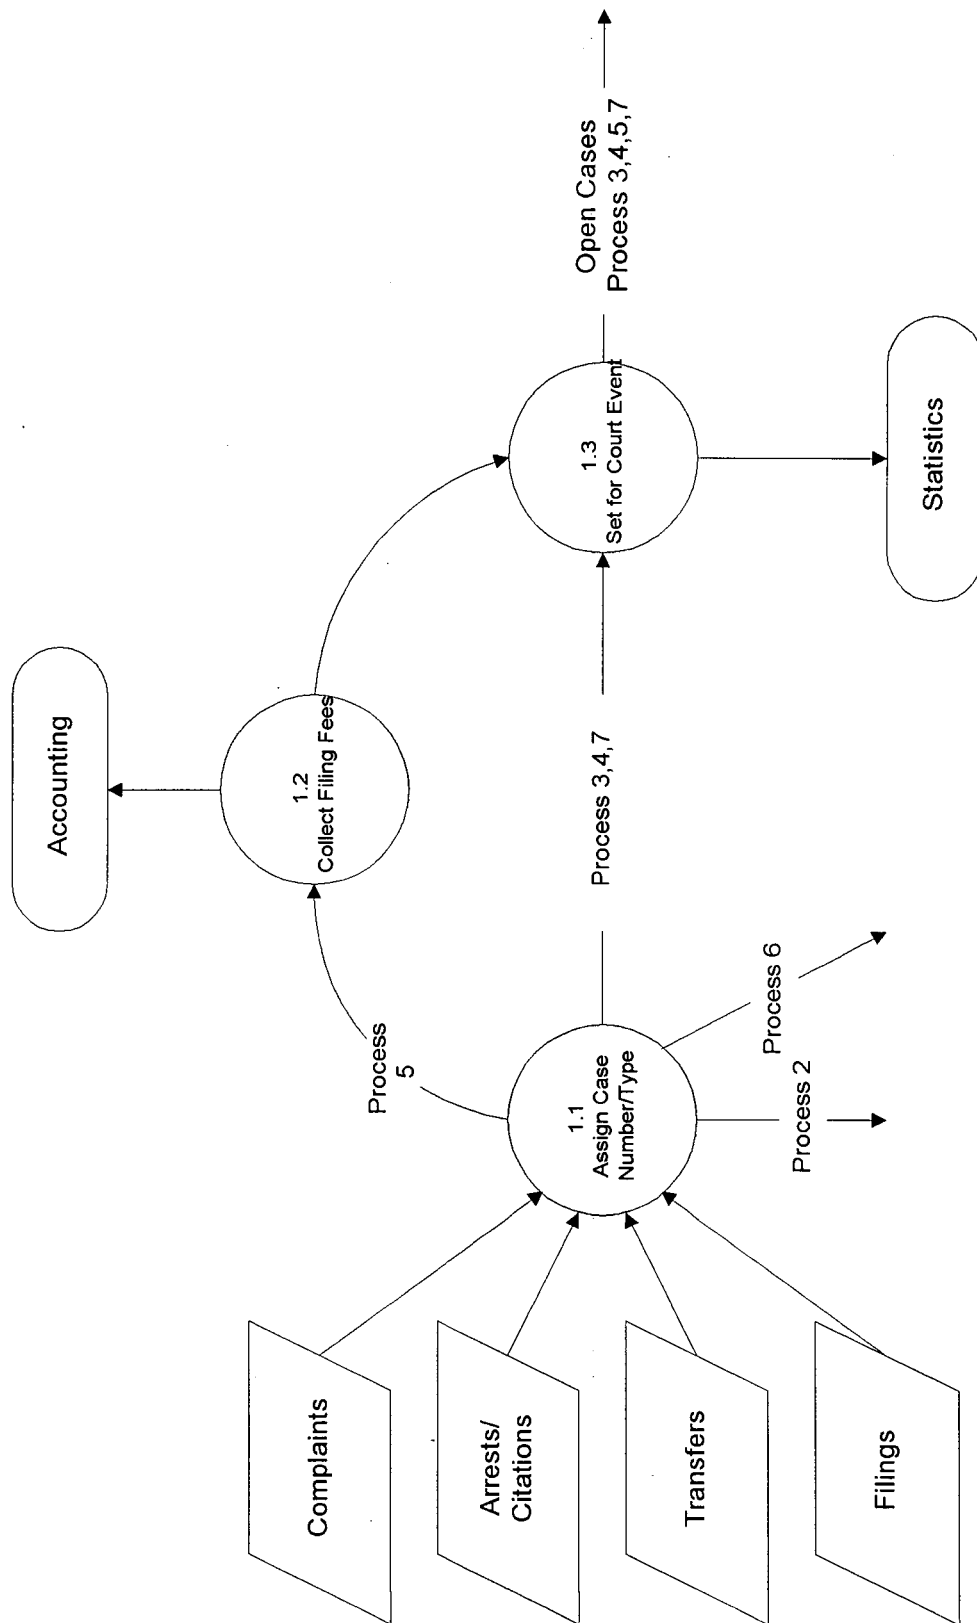 Accounting
1.2
Collect Filing Fees
Process
5
Complaints
Arrests/
Citations
Transfers
Filings
1.1
Assign Case
Number/Type
Process 3,4,7
1.3
Set for Court Event
Open Cases
Process 3,4,5,7
Process 6
Process 2
Statistics